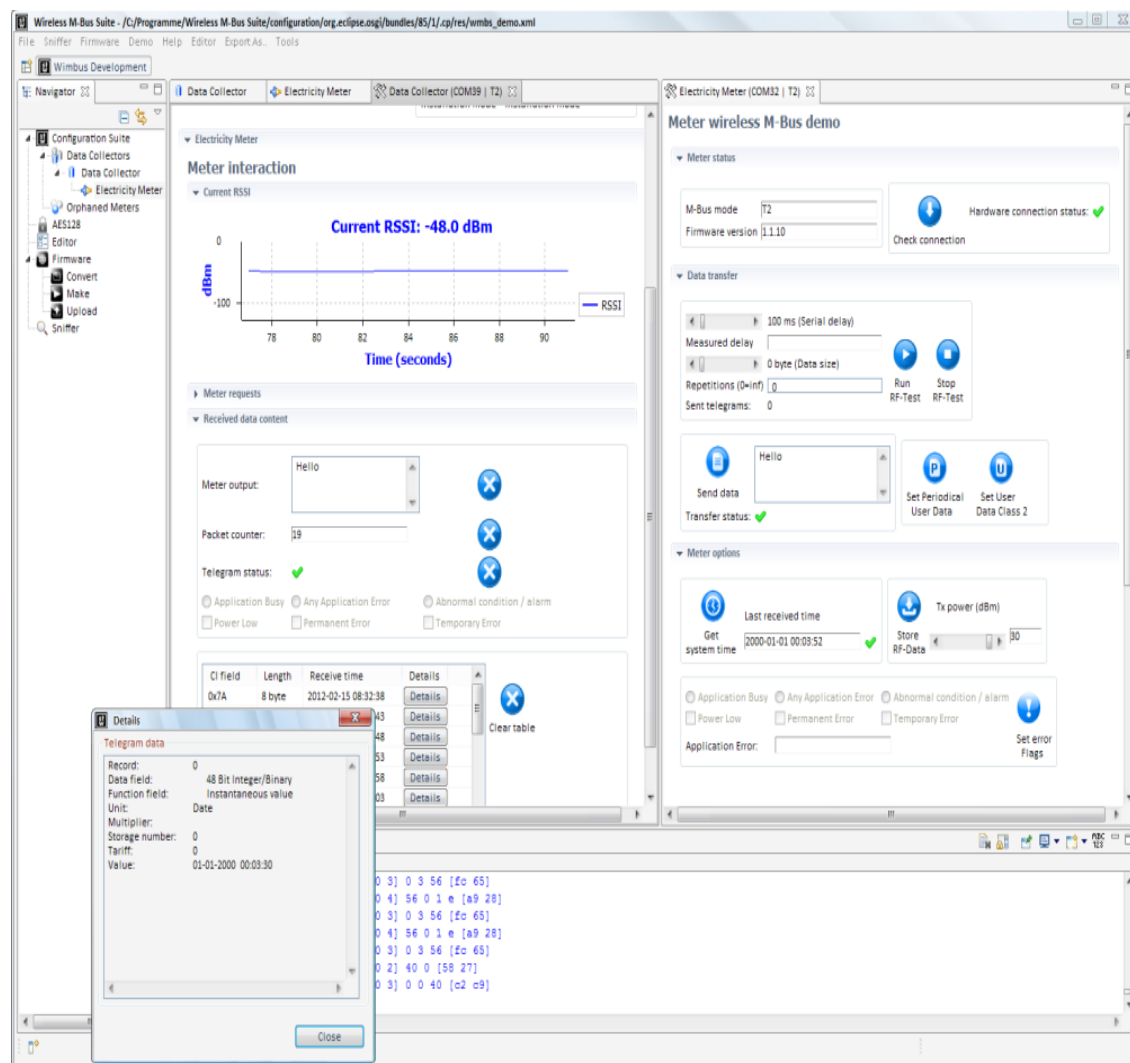 Wireless M-Bus Suite - /C:/Programme/Wireless M-Bus Suite/configuration/org.eclipse.osgi/bundles/85/1/.cp/res/wmbs_demo.xml
File Sniffer Firmware Demo Help Editor Export As.. Tools
Wimbus Development
Navigator
Configuration Suite
Data Collectors
Data Collector
Electricity Meter
Orphaned Meters
AES128
Editor
Firmware
Convert
Make
Upload
Sniffer
Data Collector Electricity Meter Data Collector (COM39 | T2)
Electricity Meter
Meter interaction
Current RSSI
Current RSSI: -48.0 dBm
0
-100
dBm
78 80 82 84 86 88 90
Time (seconds)
RSSI
Meter requests
Received data content
Meter output: Hello
Packet counter: 19
Telegram status:
Application Busy Any Application Error Abnormal condition / alarm
Power Low Permanent Error Temporary Error
CI field Length Receive time Details
0x7A 8 byte 2012-02-15 08:32:38 Details
43 Details
48 Details
53 Details
58 Details
03 Details
Clear table
Electricity Meter (COM32 | T2)
Meter wireless M-Bus demo
Meter status
M-Bus mode T2
Firmware version 1.1.10
Check connection
Hardware connection status:
Data transfer
100 ms (Serial delay)
Measured delay
0 byte (Data size)
Repetitions (0=inf) 0
Sent telegrams: 0
Run RF-Test
Stop RF-Test
Send data
Hello
Transfer status:
Set Periodical User Data
Set User Data Class 2
Meter options
Get system time
Last received time
2000-01-01 00:03:52
Store RF-Data
Tx power (dBm)
30
Application Busy Any Application Error Abnormal condition / alarm
Power Low Permanent Error Temporary Error
Application Error:
Set error Flags
Details
Telegram data
Record: 0
Data field: 48 Bit Integer/Binary
Function field: Instantaneous value
Unit: Date
Multiplier:
Storage number: 0
Tariff: 0
Value: 01-01-2000 00:03:30
Close
0 3] 0 3 56 [fc 65]
0 4] 56 0 1 e [a9 28]
0 3] 0 3 56 [fc 65]
0 4] 56 0 1 e [a9 28]
0 3] 0 3 56 [fc 65]
0 2] 40 0 [58 27]
0 3] 0 0 40 [c2 c9]